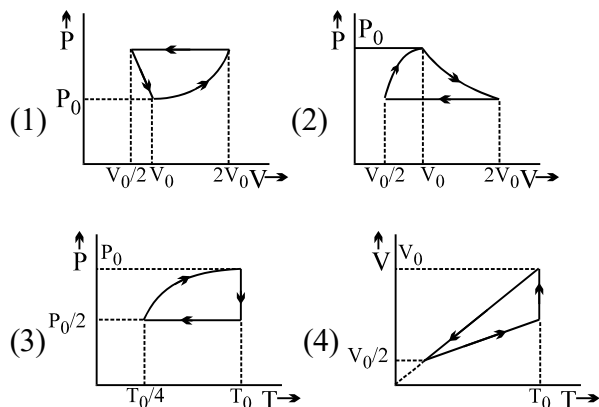 P
P₀
(1)
V₀/2 V₀ 2V₀ V
P P₀
(2)
V₀/2 V₀ 2V₀ V
P P₀
P₀/2
(3)
T₀/4 T₀ T
V V₀
V₀/2
(4)
T₀ T